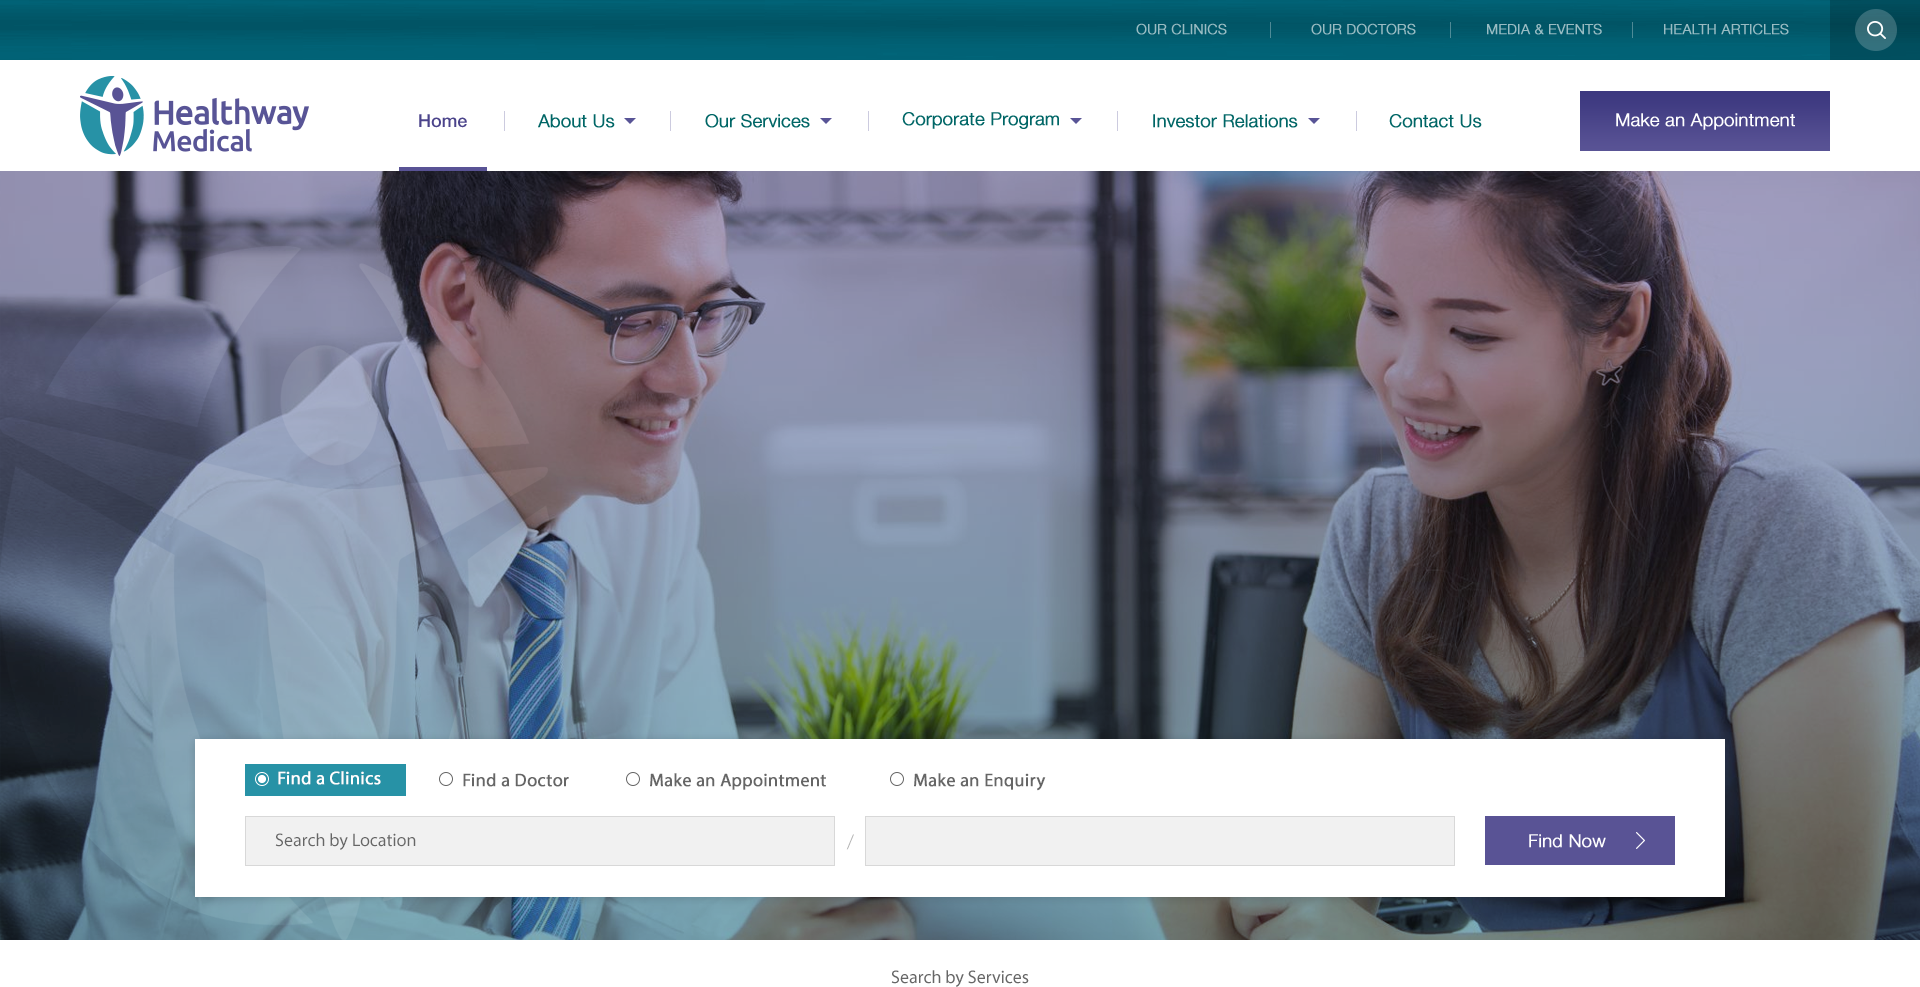 OUR CLINICS
OUR DOCTORS
MEDIA & EVENTS
HEALTH ARTICLES
Healthway
Medical
Home
About Us
Our Services
Corporate Program
Investor Relations
Contact Us
Make an Appointment
Find a Clinics
Find a Doctor
Make an Appointment
Make an Enquiry
Search by Location
/
Find Now
Search by Services